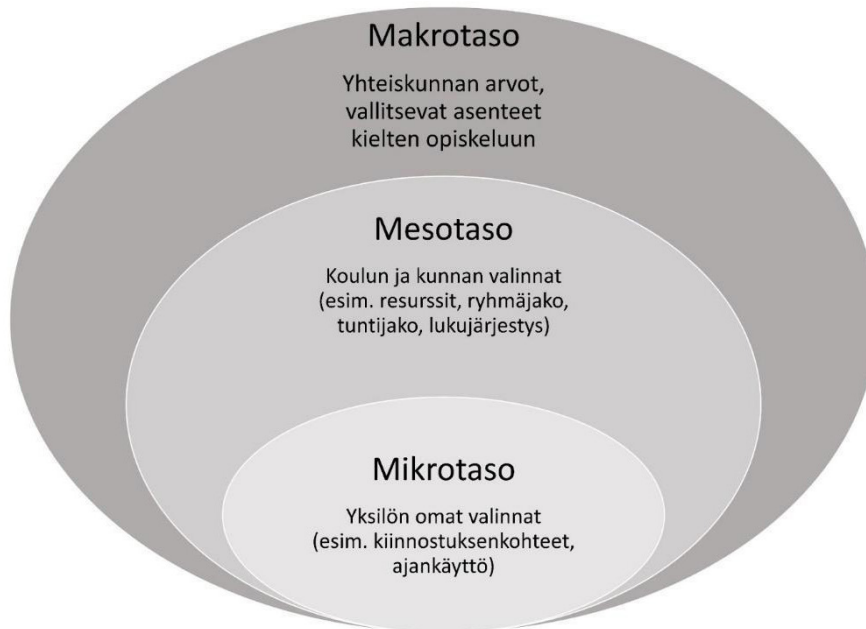 Makrotaso
Yhteiskunnan arvot,
vallitsevat asenteet
kielten opiskeluun
Mesotaso
Koulun ja kunnan valinnat
(esim. resurssit, ryhmäjako,
tuntijako, lukujärjestys)
Mikrotaso
Yksilön omat valinnat
(esim. kiinnostuksenkohteet,
ajankäyttö)